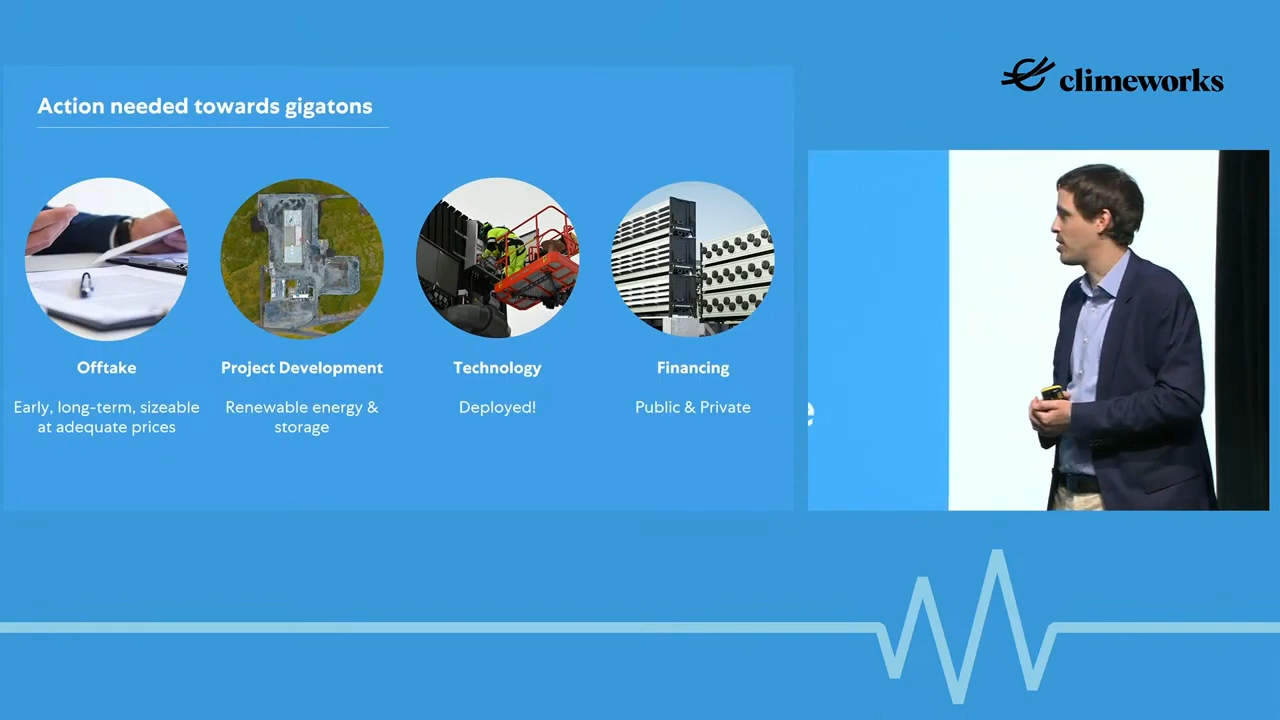 climeworks
Action needed towards gigatons
Offtake
Early, long-term, sizeable
at adequate prices
Project Development
Renewable energy &
storage
Technology
Deployed!
Financing
Public & Private
e